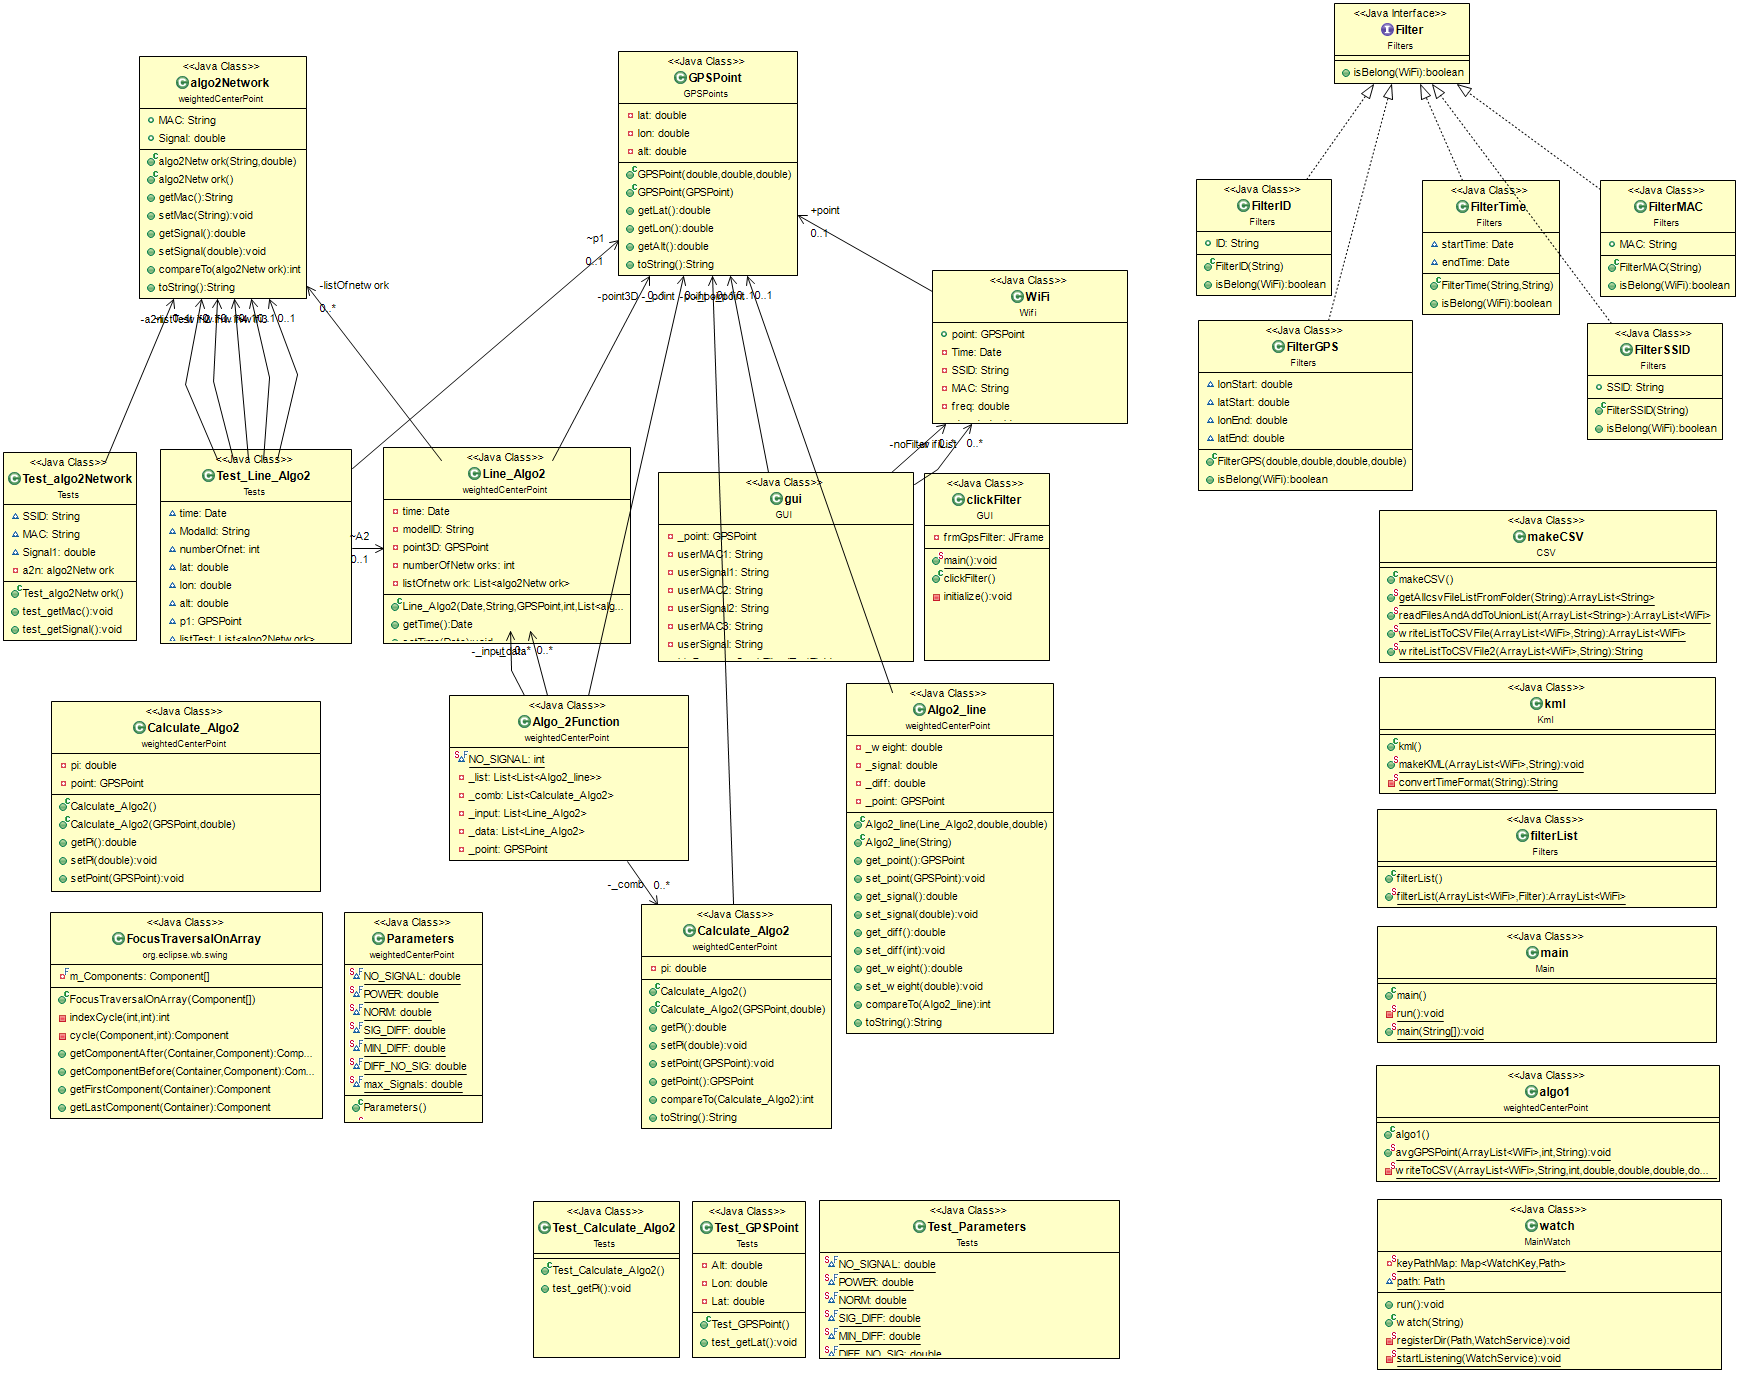 <<Java Class>>
algo2Network
weightedCenterPoint
MAC: String
Signal: double
algo2Network(String,double)
algo2Network()
getMac():String
setMac(String):void
getSignal():double
setSignal(double):void
compareTo(algo2Network):int
toString():String
<<Java Class>>
GPSPoint
GPSPoints
lat: double
lon: double
alt: double
GPSPoint(double,double,double)
GPSPoint(GPSPoint)
getLat():double
getLon():double
getAlt():double
toString():String
<<Java Interface>>
Filter
Filters
isBelong(WiFi):boolean
<<Java Class>>
FilterID
Filters
ID: String
FilterID(String)
isBelong(WiFi):boolean
<<Java Class>>
FilterTime
Filters
startTime: Date
endTime: Date
FilterTime(String,String)
isBelong(WiFi):boolean
<<Java Class>>
FilterMAC
Filters
MAC: String
FilterMAC(String)
isBelong(WiFi):boolean
<<Java Class>>
FilterGPS
Filters
lonStart: double
latStart: double
lonEnd: double
latEnd: double
FilterGPS(double,double,double,double)
isBelong(WiFi):boolean
<<Java Class>>
FilterSSID
Filters
SSID: String
FilterSSID(String)
isBelong(WiFi):boolean
+point
0..1
~p1
0..1
-listOfnetwork
0..*
-point3D
-_point
0..1
<<Java Class>>
WiFi
Wifi
point: GPSPoint
Time: Date
SSID: String
MAC: String
freq: double
-noFilter
0..*
<<Java Class>>
Test_algo2Network
Tests
SSID: String
MAC: String
Signal1: double
a2n: algo2Network
Test_algo2Network()
test_getMac():void
test_getSignal():void
<<Java Class>>
Test_Line_Algo2
Tests
time: Date
ModalId: String
numberOfnet: int
lat: double
lon: double
alt: double
p1: GPSPoint
listTest: List<algo2Network>
~A2
0..1
<<Java Class>>
Line_Algo2
weightedCenterPoint
time: Date
modelID: String
point3D: GPSPoint
numberOfNetworks: int
listOfnetwork: List<algo2Network>
Line_Algo2(Date,String,GPSPoint,int,List<alg...
getTime():Date
setTime(Date):void
-_input
data
0..*
<<Java Class>>
gui
GUI
_point: GPSPoint
userMAC1: String
userSignal1: String
userMAC2: String
userSignal2: String
userMAC3: String
userSignal: String
<<Java Class>>
clickFilter
GUI
frmGpsFilter: JFrame
main():void
clickFilter()
initialize():void
<<Java Class>>
makeCSV
CSV
makeCSV()
getAllcsvFileListFromFolder(String):ArrayList<String>
readFilesAndAddToUnionList(ArrayList<String>):ArrayList<WiFi>
writeListToCSVFile(ArrayList<WiFi>,String):ArrayList<WiFi>
writeListToCSVFile2(ArrayList<WiFi>,String):String
<<Java Class>>
kml
Kml
kml()
makeKML(ArrayList<WiFi>,String):void
convertTimeFormat(String):String
<<Java Class>>
filterList
Filters
filterList()
filterList(ArrayList<WiFi>,Filter):ArrayList<WiFi>
<<Java Class>>
main
Main
main()
run():void
main(String[]):void
<<Java Class>>
algo1
weightedCenterPoint
algo1()
avgGPSPoint(ArrayList<WiFi>,int,String):void
writeToCSV(ArrayList<WiFi>,String,int,double,double,double,do...
<<Java Class>>
watch
MainWatch
keyPathMap: Map<WatchKey,Path>
path: Path
run():void
watch(String)
registerDir(Path,WatchService):void
startListening(WatchService):void
<<Java Class>>
Calculate_Algo2
weightedCenterPoint
pi: double
point: GPSPoint
Calculate_Algo2()
Calculate_Algo2(GPSPoint,double)
getPi():double
setPi(double):void
setPoint(GPSPoint):void
<<Java Class>>
Algo_2Function
weightedCenterPoint
NO_SIGNAL: int
_list: List<List<Algo2_line>>
_comb: List<Calculate_Algo2>
_input: List<Line_Algo2>
_data: List<Line_Algo2>
_point: GPSPoint
-_comb
0..*
<<Java Class>>
Algo2_line
weightedCenterPoint
_weight: double
_signal: double
_diff: double
_point: GPSPoint
Algo2_line(Line_Algo2,double,double)
Algo2_line(String)
get_point():GPSPoint
set_point(GPSPoint):void
get_signal():double
set_signal(double):void
get_diff():double
set_diff(int):void
get_weight():double
set_weight(double):void
compareTo(Algo2_line):int
toString():String
<<Java Class>>
FocusTraversalOnArray
org.eclipse.wb.swing
m_Components: Component[]
FocusTraversalOnArray(Component[])
indexCycle(int,int):int
cycle(Component,int):Component
getComponentAfter(Container,Component):Comp...
getComponentBefore(Container,Component):Com...
getFirstComponent(Container):Component
getLastComponent(Container):Component
<<Java Class>>
Parameters
weightedCenterPoint
NO_SIGNAL: double
POWER: double
NORM: double
SIG_DIFF: double
MIN_DIFF: double
DIFF_NO_SIG: double
max_Signals: double
Parameters()
<<Java Class>>
Calculate_Algo2
weightedCenterPoint
pi: double
Calculate_Algo2()
Calculate_Algo2(GPSPoint,double)
getPi():double
setPi(double):void
setPoint(GPSPoint):void
getPoint():GPSPoint
compareTo(Calculate_Algo2):int
toString():String
<<Java Class>>
Test_Calculate_Algo2
Tests
Test_Calculate_Algo2()
test_getPi():void
<<Java Class>>
Test_GPSPoint
Tests
Alt: double
Lon: double
Lat: double
Test_GPSPoint()
test_getLat():void
<<Java Class>>
Test_Parameters
Tests
NO_SIGNAL: double
POWER: double
NORM: double
SIG_DIFF: double
MIN_DIFF: double
DIFF_NO_SIG: double